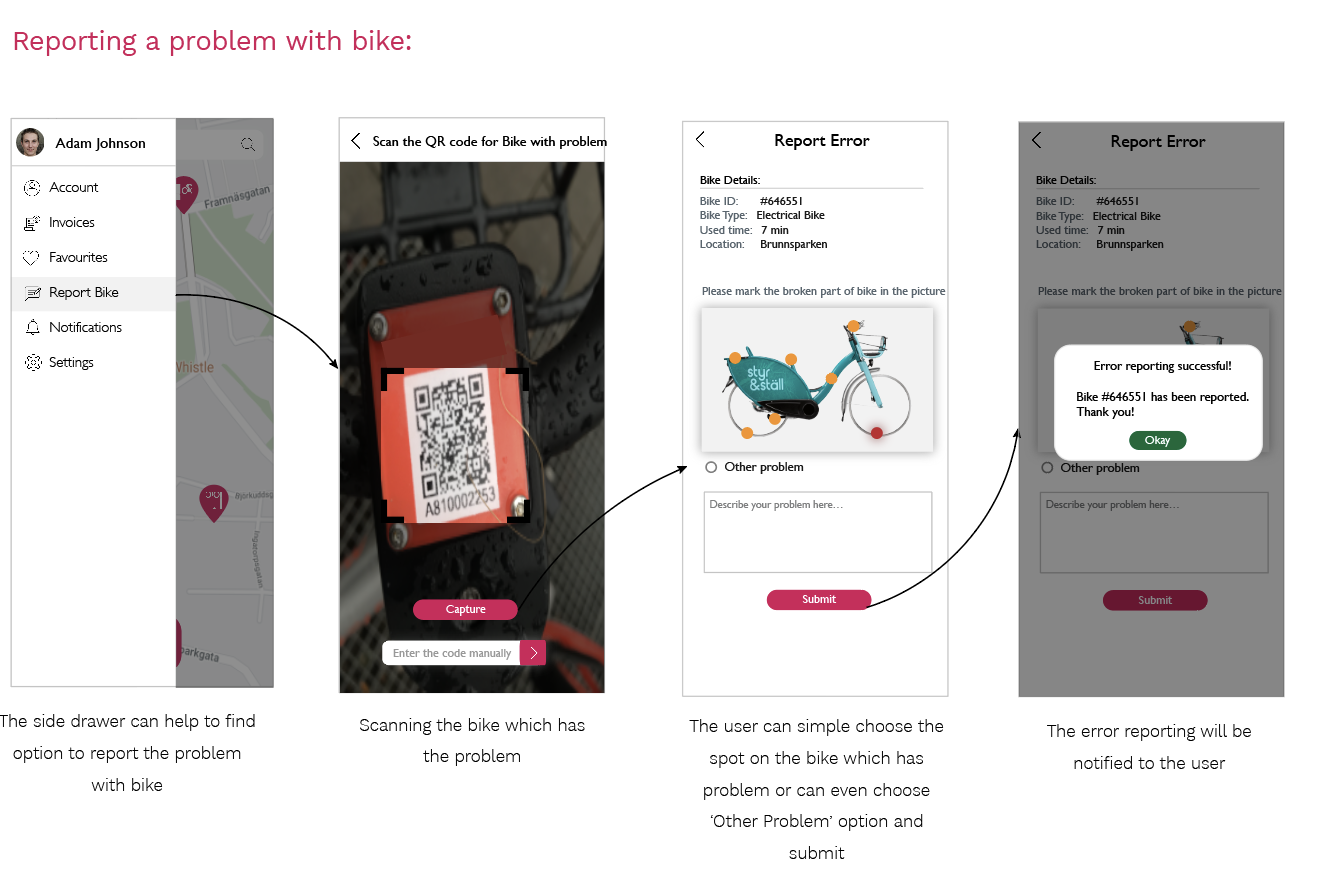 Reporting a problem with bike:
Adam Johnson
Account
Invoices
Favourites
Report Bike
Notifications
Settings
Framnäsgatan
Whistle
Björkuddsg
Ingatorpsgatan
parkgata
The side drawer can help to find
option to report the problem
with bike
Scan the QR code for Bike with problem
A810002253
Capture
Enter the code manually
Scanning the bike which has
the problem
Report Error
Bike Details:
Bike ID: #646551
Bike Type: Electrical Bike
Used time: 7 min
Location: Brunnsparken
Please mark the broken part of bike in the picture
styr
&ställ
Other problem
Describe your problem here...
Submit
The user can simple choose the
spot on the bike which has
problem or can even choose
‘Other Problem’ option and
submit
Report Error
Bike Details:
Bike ID: #646551
Bike Type: Electrical Bike
Used time: 7 min
Location: Brunnsparken
Please mark the broken part of bike in the picture
Error reporting successful!
Bike #646551 has been reported.
Thank you!
Okay
Other problem
Describe your problem here...
Submit
The error reporting will be
notified to the user